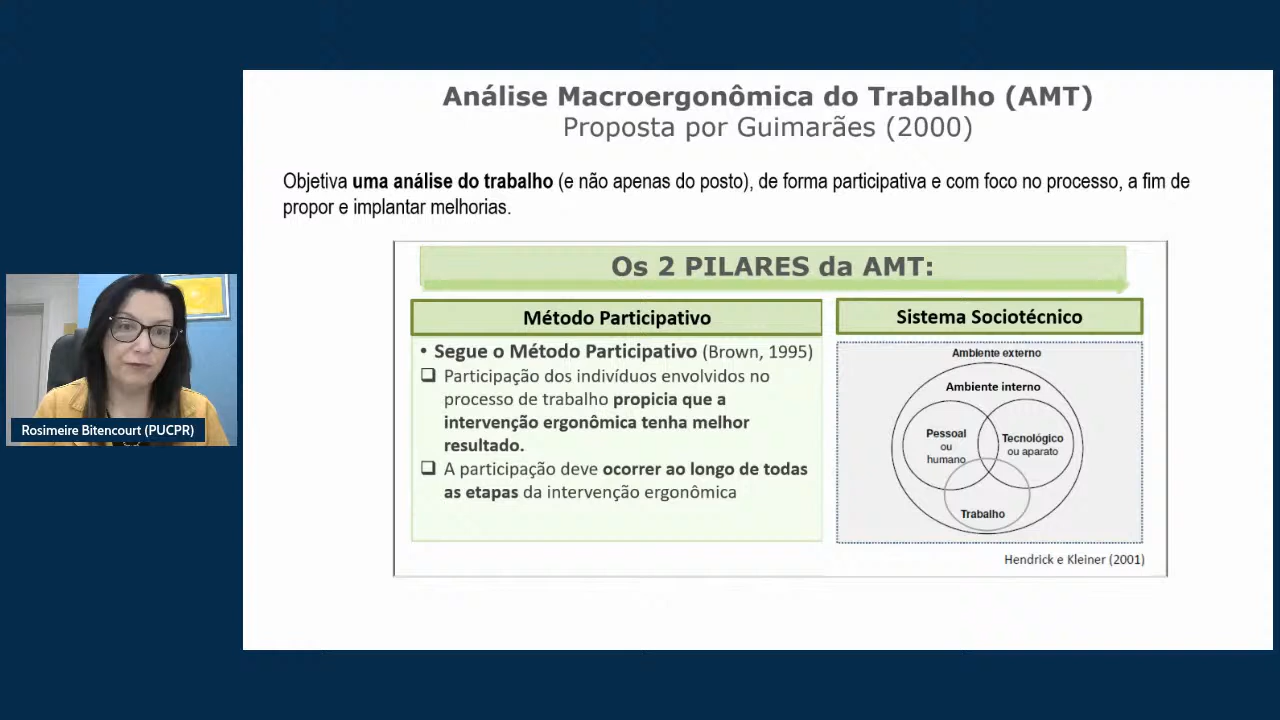 Análise Macroergonômica do Trabalho (AMT)
Proposta por Guimarães (2000)
Objetiva uma análise do trabalho (e não apenas do posto), de forma participativa e com foco no processo, a fim de
propor e implantar melhorias.
Os 2 PILARES da AMT:
Método Participativo
• Segue o Método Participativo (Brown, 1995)
❑ Participação dos indivíduos envolvidos no
processo de trabalho propicia que a
intervenção ergonômica tenha melhor
resultado.
❑ A participação deve ocorrer ao longo de todas
as etapas da intervenção ergonômica
Sistema Sociotécnico
Ambiente externo
Ambiente interno
Pessoal
ou
humano
Tecnológico
ou aparato
Trabalho
Hendrick e Kleiner (2001)
Rosimeire Bitencourt (PUCPR)